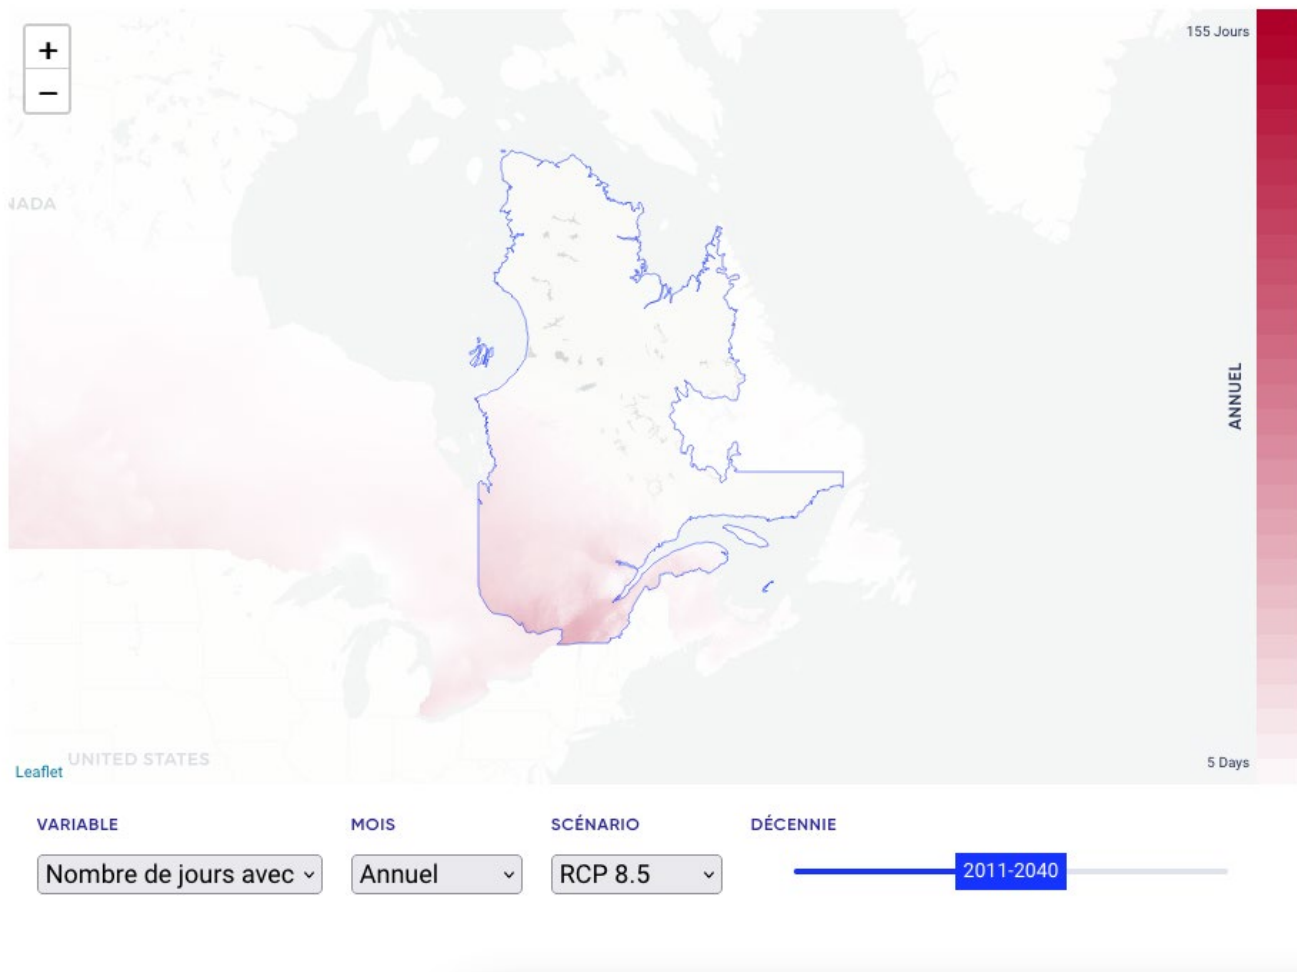 +
155 Jours
−
NADA
ANNUEL
UNITED STATES
5 Days
Leaflet
VARIABLE
MOIS
SCÉNARIO
DÉCENNIE
Nombre de jours avec
Annuel
RCP 8.5
2011-2040